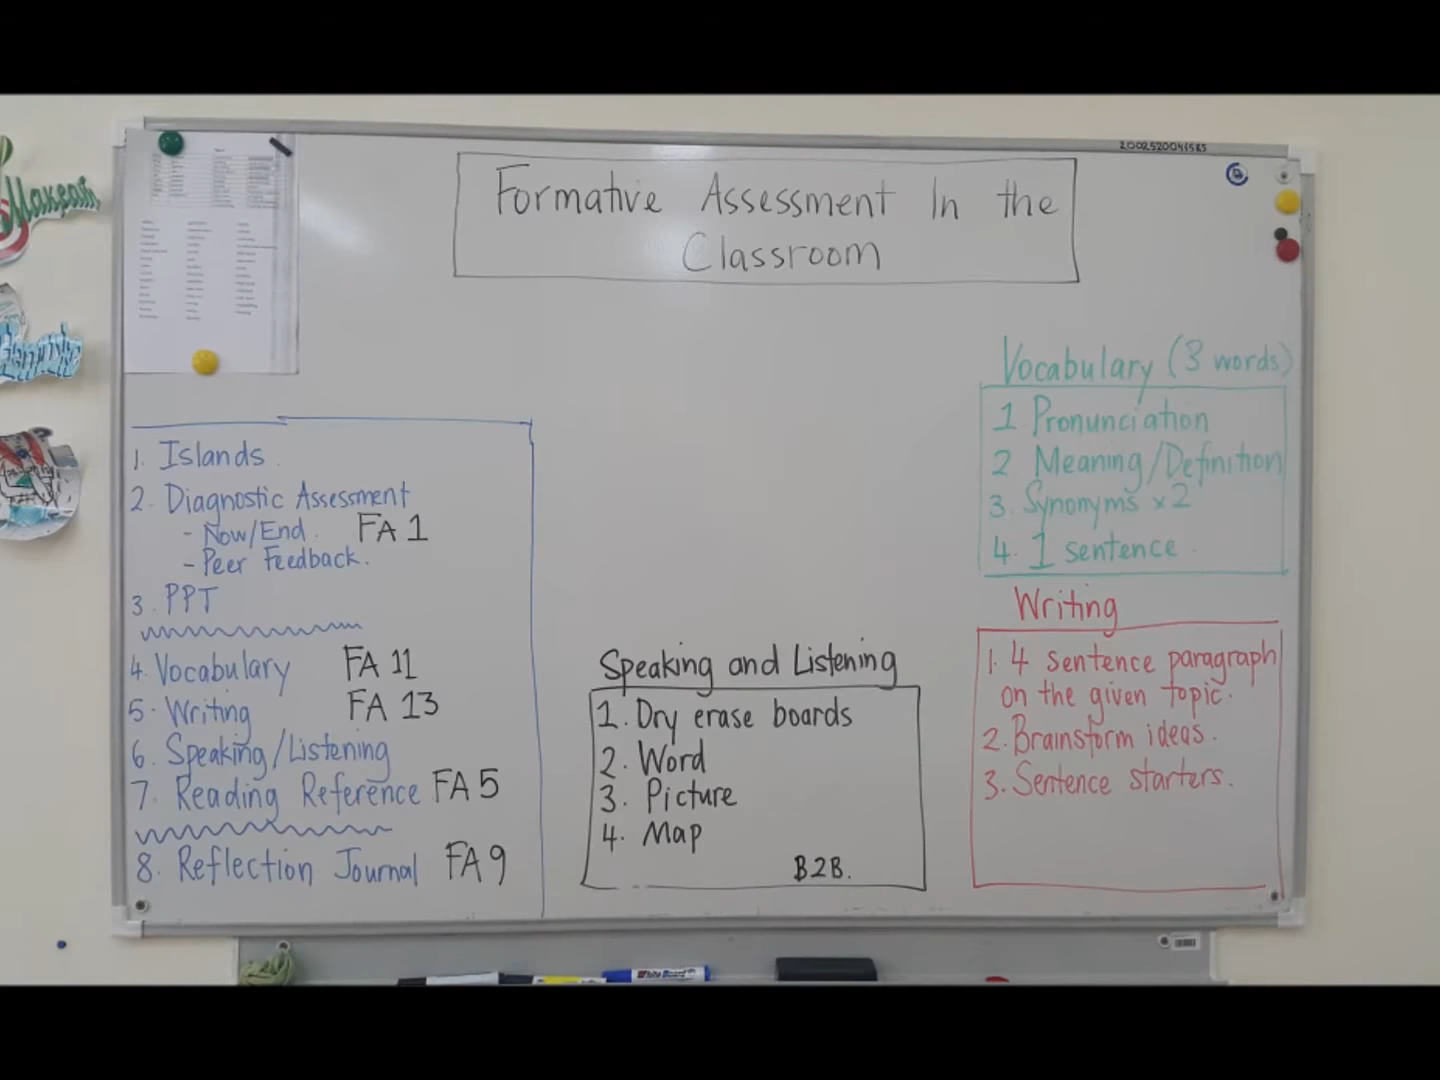 Макеайн
2002520041585
Formative Assessment In the
Classroom
1. Islands
2. Diagnostic Assessment
- Now/End. FA 1
- Peer Feedback.
3. PPT
4. Vocabulary FA 11
5. Writing FA 13
6. Speaking/Listening
7. Reading Reference FA 5
8. Reflection Journal FA 9
Speaking and Listening
1. Dry erase boards
2. Word
3. Picture
4. Map
B2B.
Vocabulary (3 words)
1 Pronunciation
2 Meaning/Definition
3. Synonyms x2
4. 1 sentence
Writing
1. 4 sentence paragraph
on the given topic.
2. Brainstorm ideas.
3. Sentence starters.